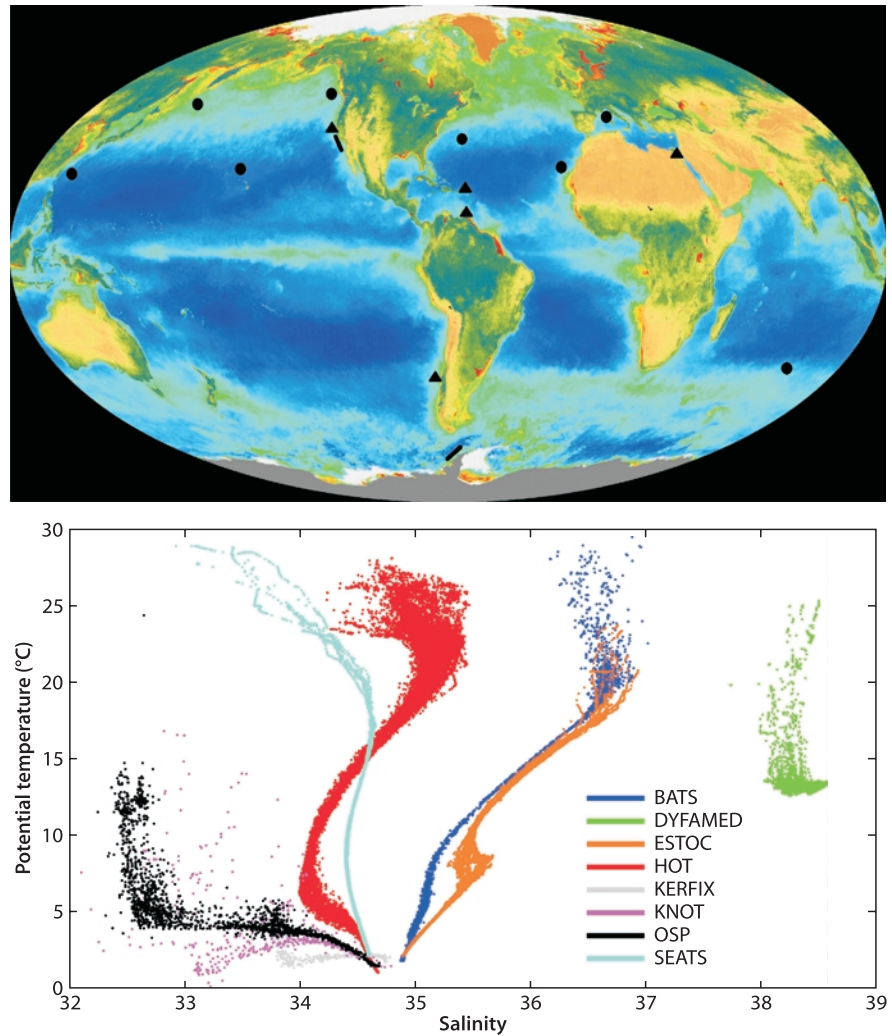 30
25
20
15
10
5
0
Potential temperature (°C)
BATS
DYFAMED
ESTOC
HOT
KERFIX
KNOT
OSP
SEATS
32 33 34 35 36 37 38 39
Salinity